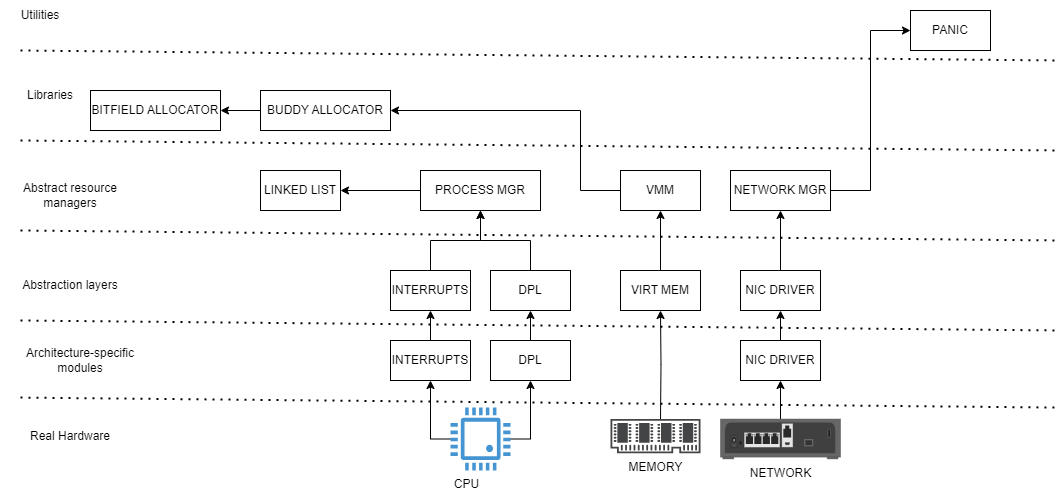 Utilities
PANIC
Libraries
BITFIELD ALLOCATOR
BUDDY ALLOCATOR
Abstract resource
managers
LINKED LIST
PROCESS MGR
VMM
NETWORK MGR
Abstraction layers
INTERRUPTS
DPL
VIRT MEM
NIC DRIVER
Architecture-specific
modules
INTERRUPTS
DPL
NIC DRIVER
Real Hardware
CPU
MEMORY
NETWORK